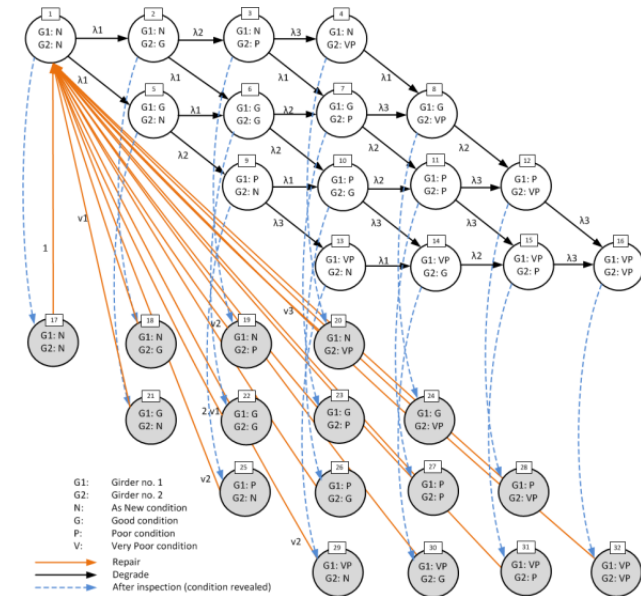 1
G1: N
G2: N
λ1
2
G1: N
G2: G
λ2
3
G1: N
G2: P
λ3
4
G1: N
G2: VP
λ1
λ1
λ1
λ1
5
G1: G
G2: N
λ1
6
G1: G
G2: G
λ2
7
G1: G
G2: P
λ3
8
G1: G
G2: VP
λ2
λ2
λ2
λ2
9
G1: P
G2: N
λ1
10
G1: P
G2: G
λ2
11
G1: P
G2: P
λ3
12
G1: P
G2: VP
λ3
λ3
λ3
λ3
13
G1: VP
G2: N
λ1
14
G1: VP
G2: G
λ2
15
G1: VP
G2: P
λ3
16
G1: VP
G2: VP
1
v1
v2
v3
17
G1: N
G2: N
18
G1: N
G2: G
19
G1: N
G2: P
20
G1: N
G2: VP
21
G1: G
G2: N
2.v1
22
G1: G
G2: G
23
G1: G
G2: P
24
G1: G
G2: VP
v2
25
G1: P
G2: N
26
G1: P
G2: G
27
G1: P
G2: P
28
G1: P
G2: VP
v2
29
G1: VP
G2: N
30
G1: VP
G2: G
31
G1: VP
G2: P
32
G1: VP
G2: VP
G1: Girder no. 1
G2: Girder no. 2
N: As New condition
G: Good condition
P: Poor condition
V: Very Poor condition
Repair
Degrade
After inspection (condition revealed)